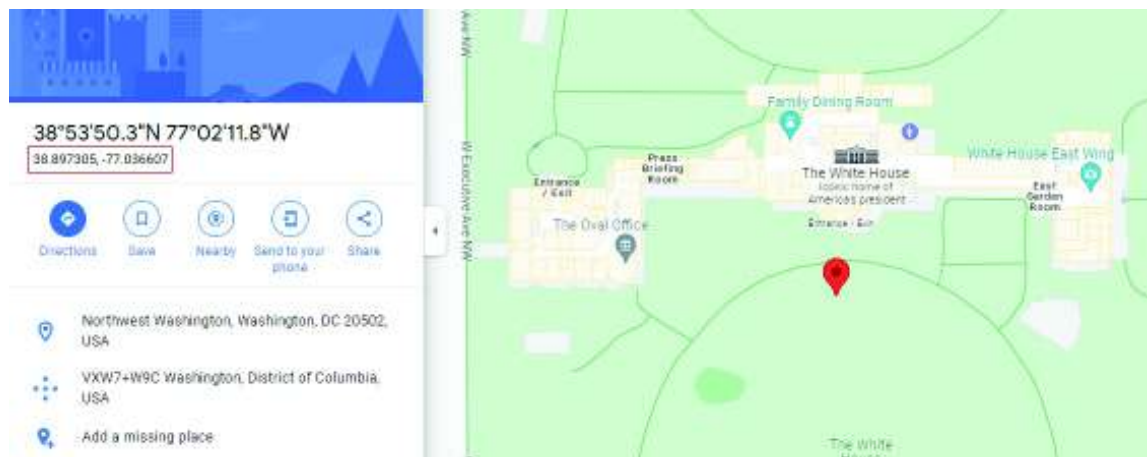 38°53'50.3"N 77°02'11.8"W
38.897305, -77.036607
Directions
Save
Nearby
Send to your
phone
Share
Northwest Washington, Washington, DC 20502,
USA
VXW7+W9C Washington, District of Columbia,
USA
Add a missing place
Ave NW
W Executive Ave NW
Family Dining Room
White House East Wing
Press
Briefing
Room
The White House
Iconic home of
America's president
Entrance
/ Exit
East
Garden
Room
The Oval Office
Entrance / Exit
The White
House